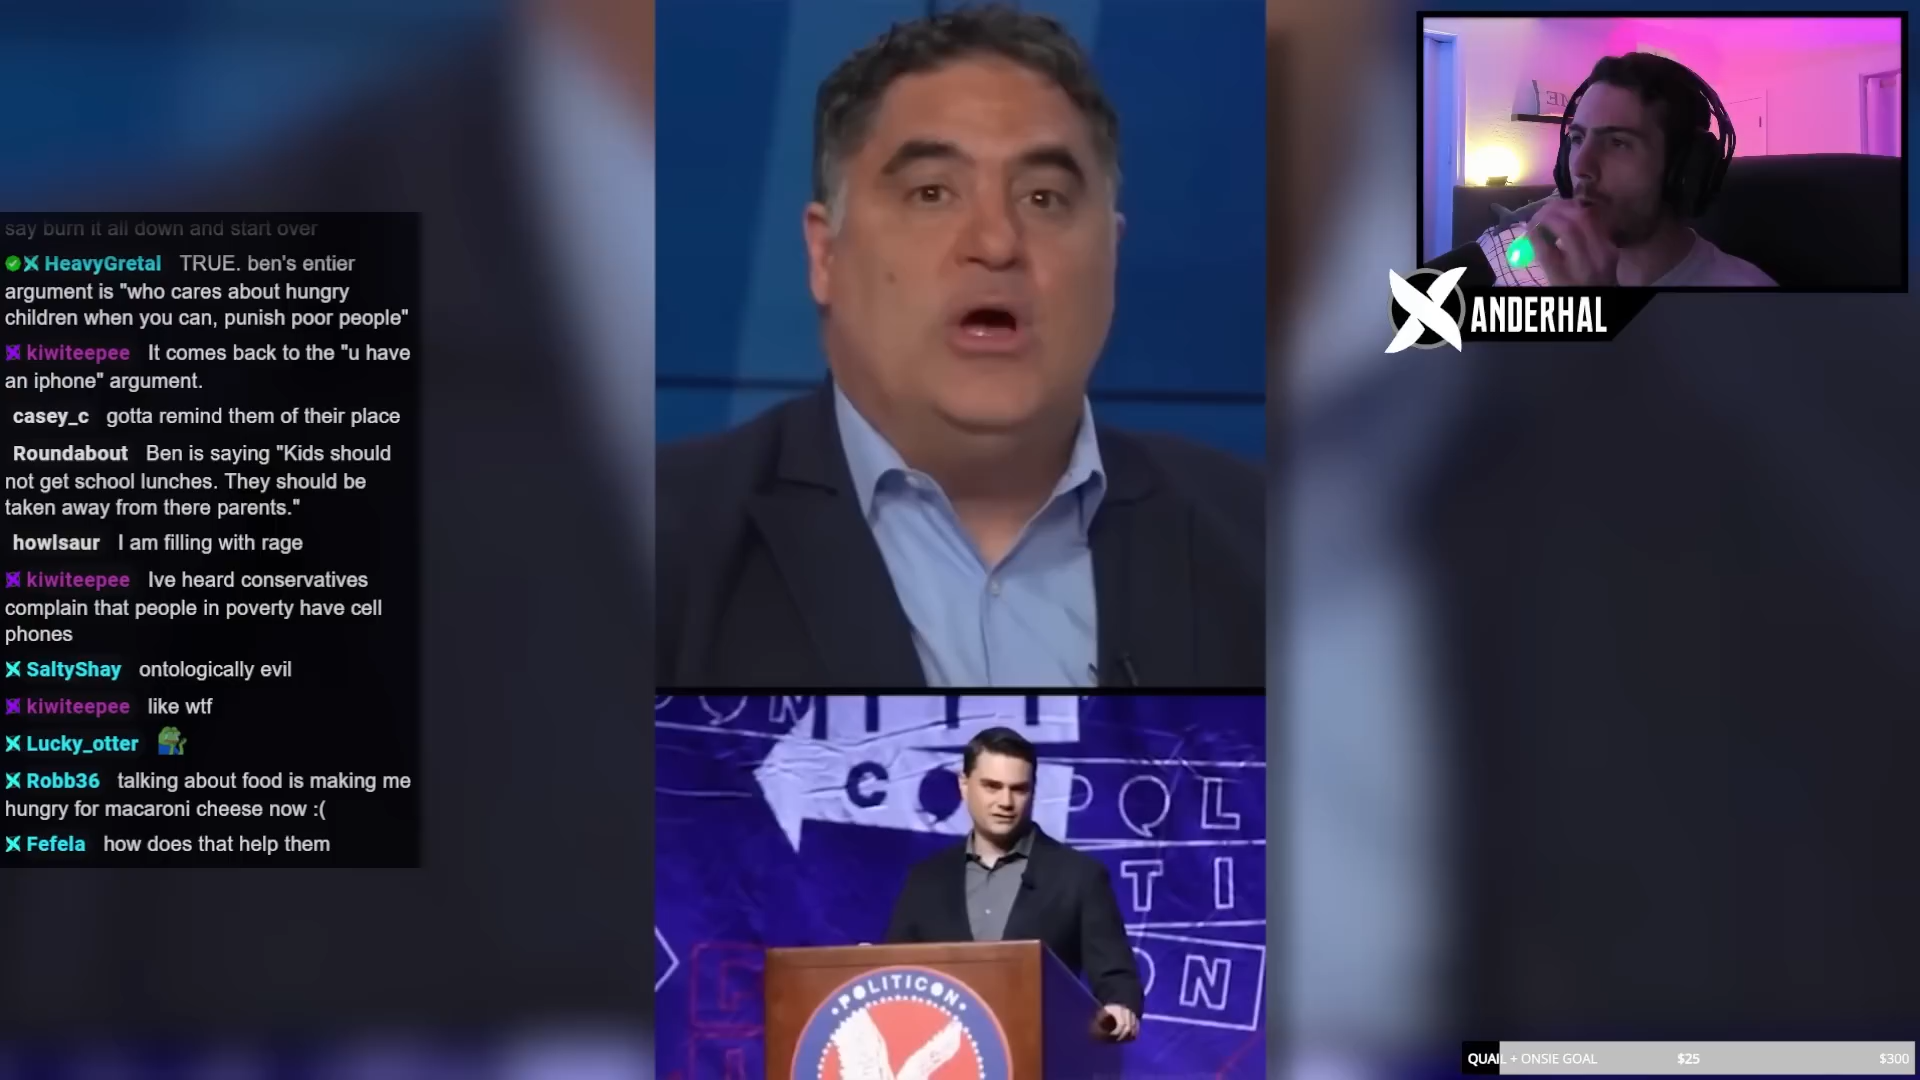 say burn it all down and start over
HeavyGretal TRUE. ben's entier
argument is "who cares about hungry
children when you can, punish poor people"
kiwiteepee It comes back to the "u have
an iphone" argument.
casey_c gotta remind them of their place
Roundabout Ben is saying "Kids should
not get school lunches. They should be
taken away from there parents."
howlsaur I am filling with rage
kiwiteepee Ive heard conservatives
complain that people in poverty have cell
phones
SaltyShay ontologically evil
kiwiteepee like wtf
Lucky_otter
Robb36 talking about food is making me
hungry for macaroni cheese now :(
Fefela how does that help them
ANDERHAL
CO
POL
ITI
ON
POLITICON
QUAIL + ONSIE GOAL $25 $300